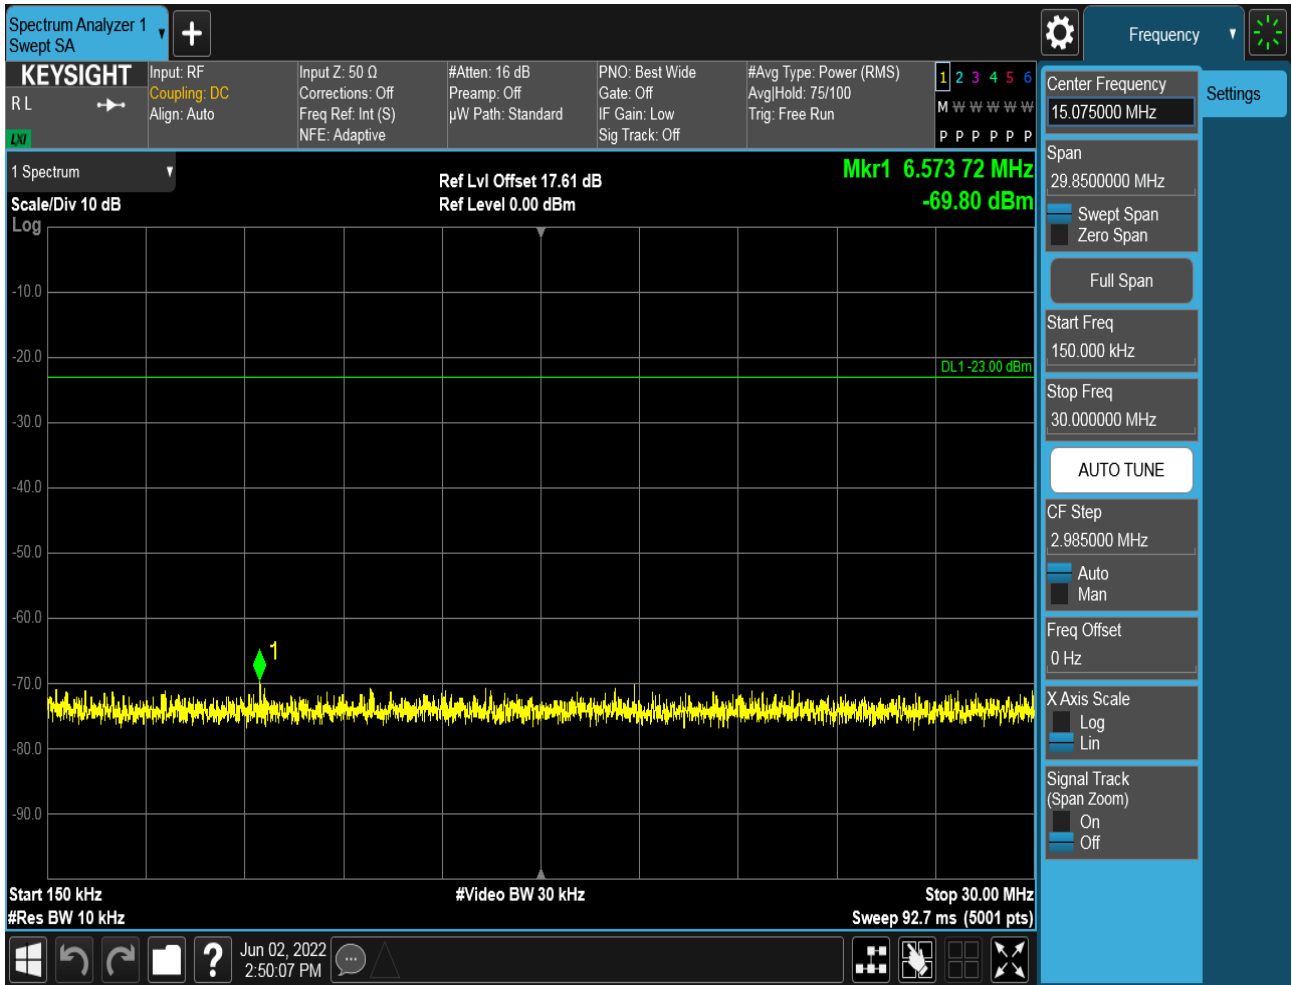 Spectrum Analyzer 1
Swept SA
Frequency
KEYSIGHT
R L
LXI
Input: RF
Coupling: DC
Align: Auto
Input Z: 50 Ω
Corrections: Off
Freq Ref: Int (S)
NFE: Adaptive
#Atten: 16 dB
Preamp: Off
µW Path: Standard
PNO: Best Wide
Gate: Off
IF Gain: Low
Sig Track: Off
#Avg Type: Power (RMS)
Avg|Hold: 75/100
Trig: Free Run
1 2 3 4 5 6
M W W W W W
P P P P P P
1 Spectrum
Scale/Div 10 dB
Log
Ref Lvl Offset 17.61 dB
Ref Level 0.00 dBm
Mkr1 6.573 72 MHz
-69.80 dBm
-10.0
-20.0
DL1 -23.00 dBm
-30.0
-40.0
-50.0
-60.0
1
-70.0
-80.0
-90.0
Start 150 kHz
#Video BW 30 kHz
Stop 30.00 MHz
#Res BW 10 kHz
Sweep 92.7 ms (5001 pts)
?
Jun 02, 2022
2:50:07 PM
Center Frequency
15.075000 MHz
Settings
Span
29.8500000 MHz
Swept Span
Zero Span
Full Span
Start Freq
150.000 kHz
Stop Freq
30.000000 MHz
AUTO TUNE
CF Step
2.985000 MHz
Auto
Man
Freq Offset
0 Hz
X Axis Scale
Log
Lin
Signal Track
(Span Zoom)
On
Off